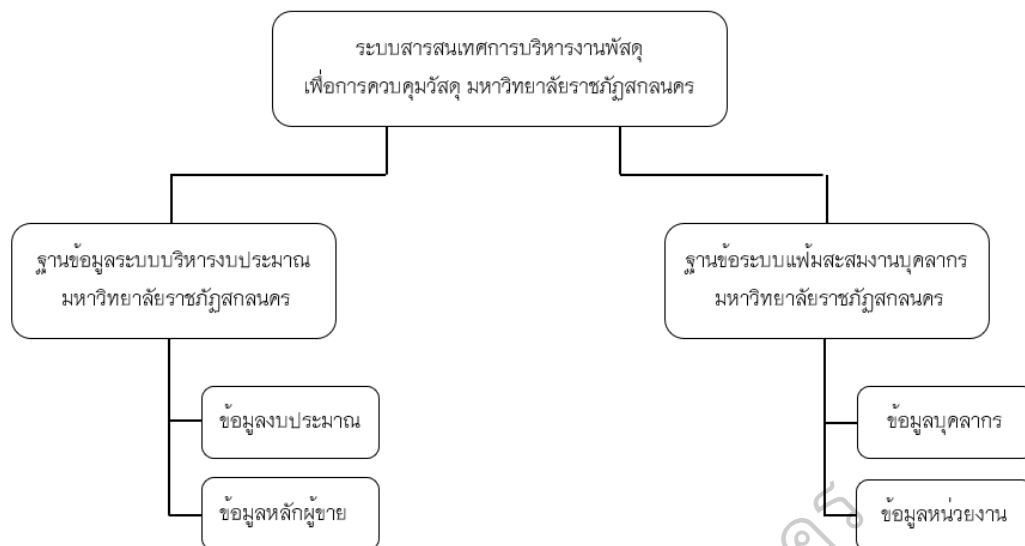 ระบบสารสนเทศการบริหารงานพัสดุ
เพื่อการควบคุมวัสดุ มหาวิทยาลัยราชภัฏสกลนคร
ฐานข้อมูลระบบบริหารงบประมาณ
มหาวิทยาลัยราชภัฏสกลนคร
ฐานข้อระบบแฟ้มสะสมงานบุคลากร
มหาวิทยาลัยราชภัฏสกลนคร
ข้อมูลงบประมาณ
ข้อมูลหลักผู้ขาย
ข้อมูลบุคลากร
ข้อมูลหน่วยงาน